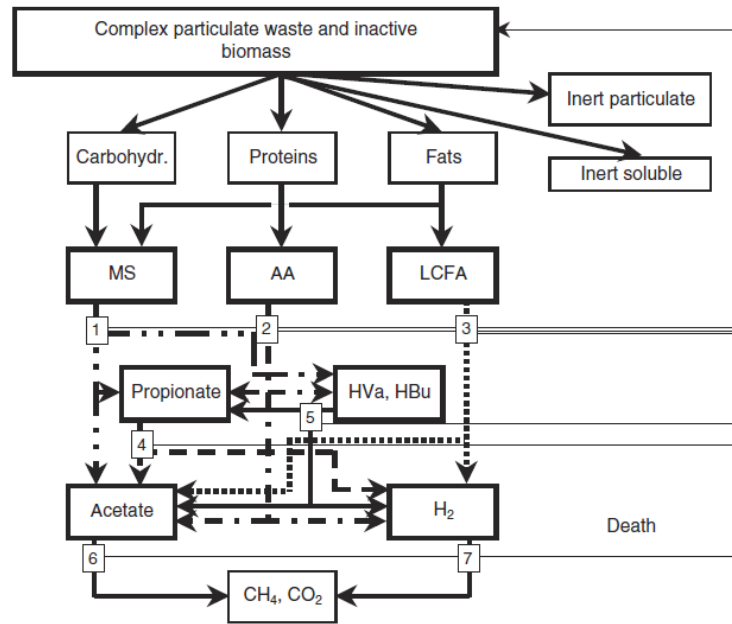 Complex particulate waste and inactive
biomass
Inert particulate
Carbohydr.
Proteins
Fats
Inert soluble
MS
AA
LCFA
1
2
3
Propionate
HVa, HBu
5
4
Acetate
H₂
Death
6
7
CH₄, CO₂